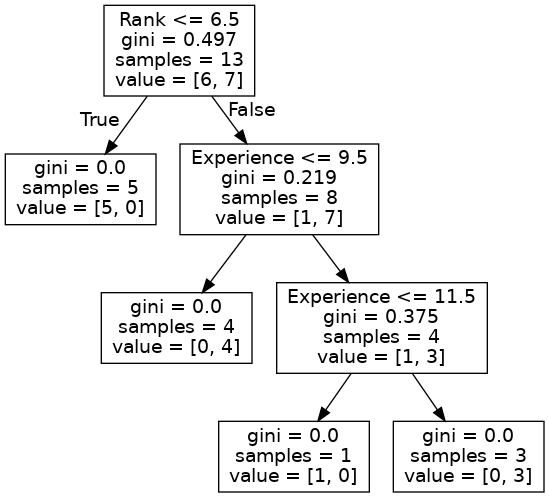 Rank <= 6.5
gini = 0.497
samples = 13
value = [6, 7]
True
False
gini = 0.0
samples = 5
value = [5, 0]
Experience <= 9.5
gini = 0.219
samples = 8
value = [1, 7]
gini = 0.0
samples = 4
value = [0, 4]
Experience <= 11.5
gini = 0.375
samples = 4
value = [1, 3]
gini = 0.0
samples = 1
value = [1, 0]
gini = 0.0
samples = 3
value = [0, 3]